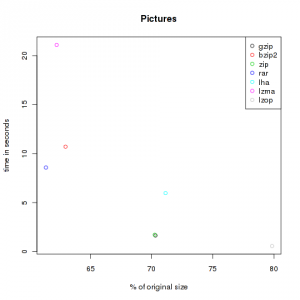 Pictures
gzip
bzip2
zip
rar
lha
lzma
lzop
time in seconds
20
15
10
5
0
65
70
75
80
% of original size